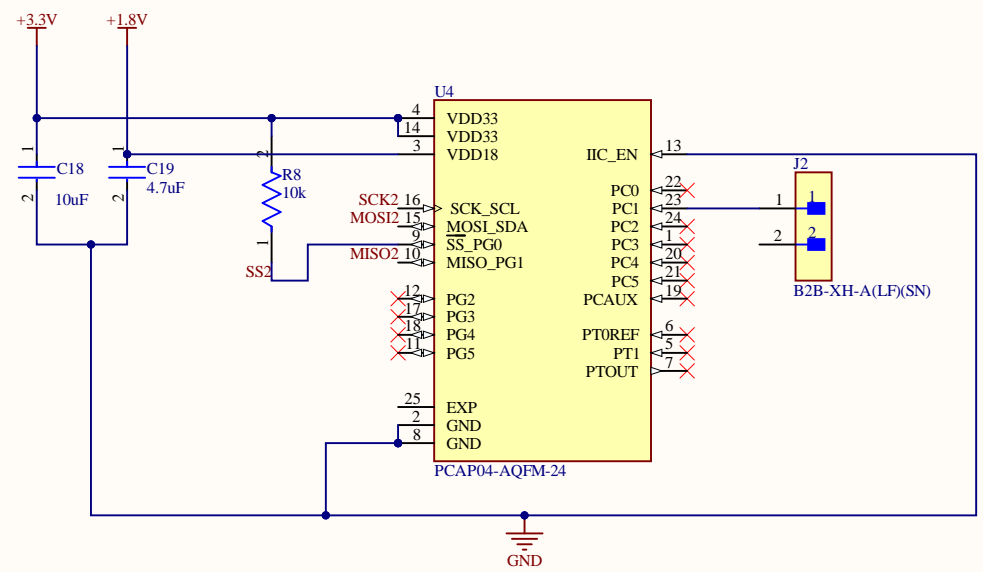 +3.3V
+1.8V
U4
4
VDD33
14
VDD33
3
VDD18
IIC_EN
13
J2
1
C18
10uF
2
1
C19
4.7uF
2
2
R8
10k
1
PC0
22
PC1
23
1
1
SCK2
16
SCK_SCL
MOSI2
15
MOSI_SDA
PC2
24
SS2
9
SS_PG0
PC3
1
2
2
MISO2
10
MISO_PG1
PC4
20
PC5
21
B2B-XH-A(LF)(SN)
12
PG2
PCAUX
19
17
PG3
18
PG4
PT0REF
6
11
PG5
PT1
5
PTOUT
7
25
EXP
2
GND
8
GND
PCAP04-AQFM-24
GND